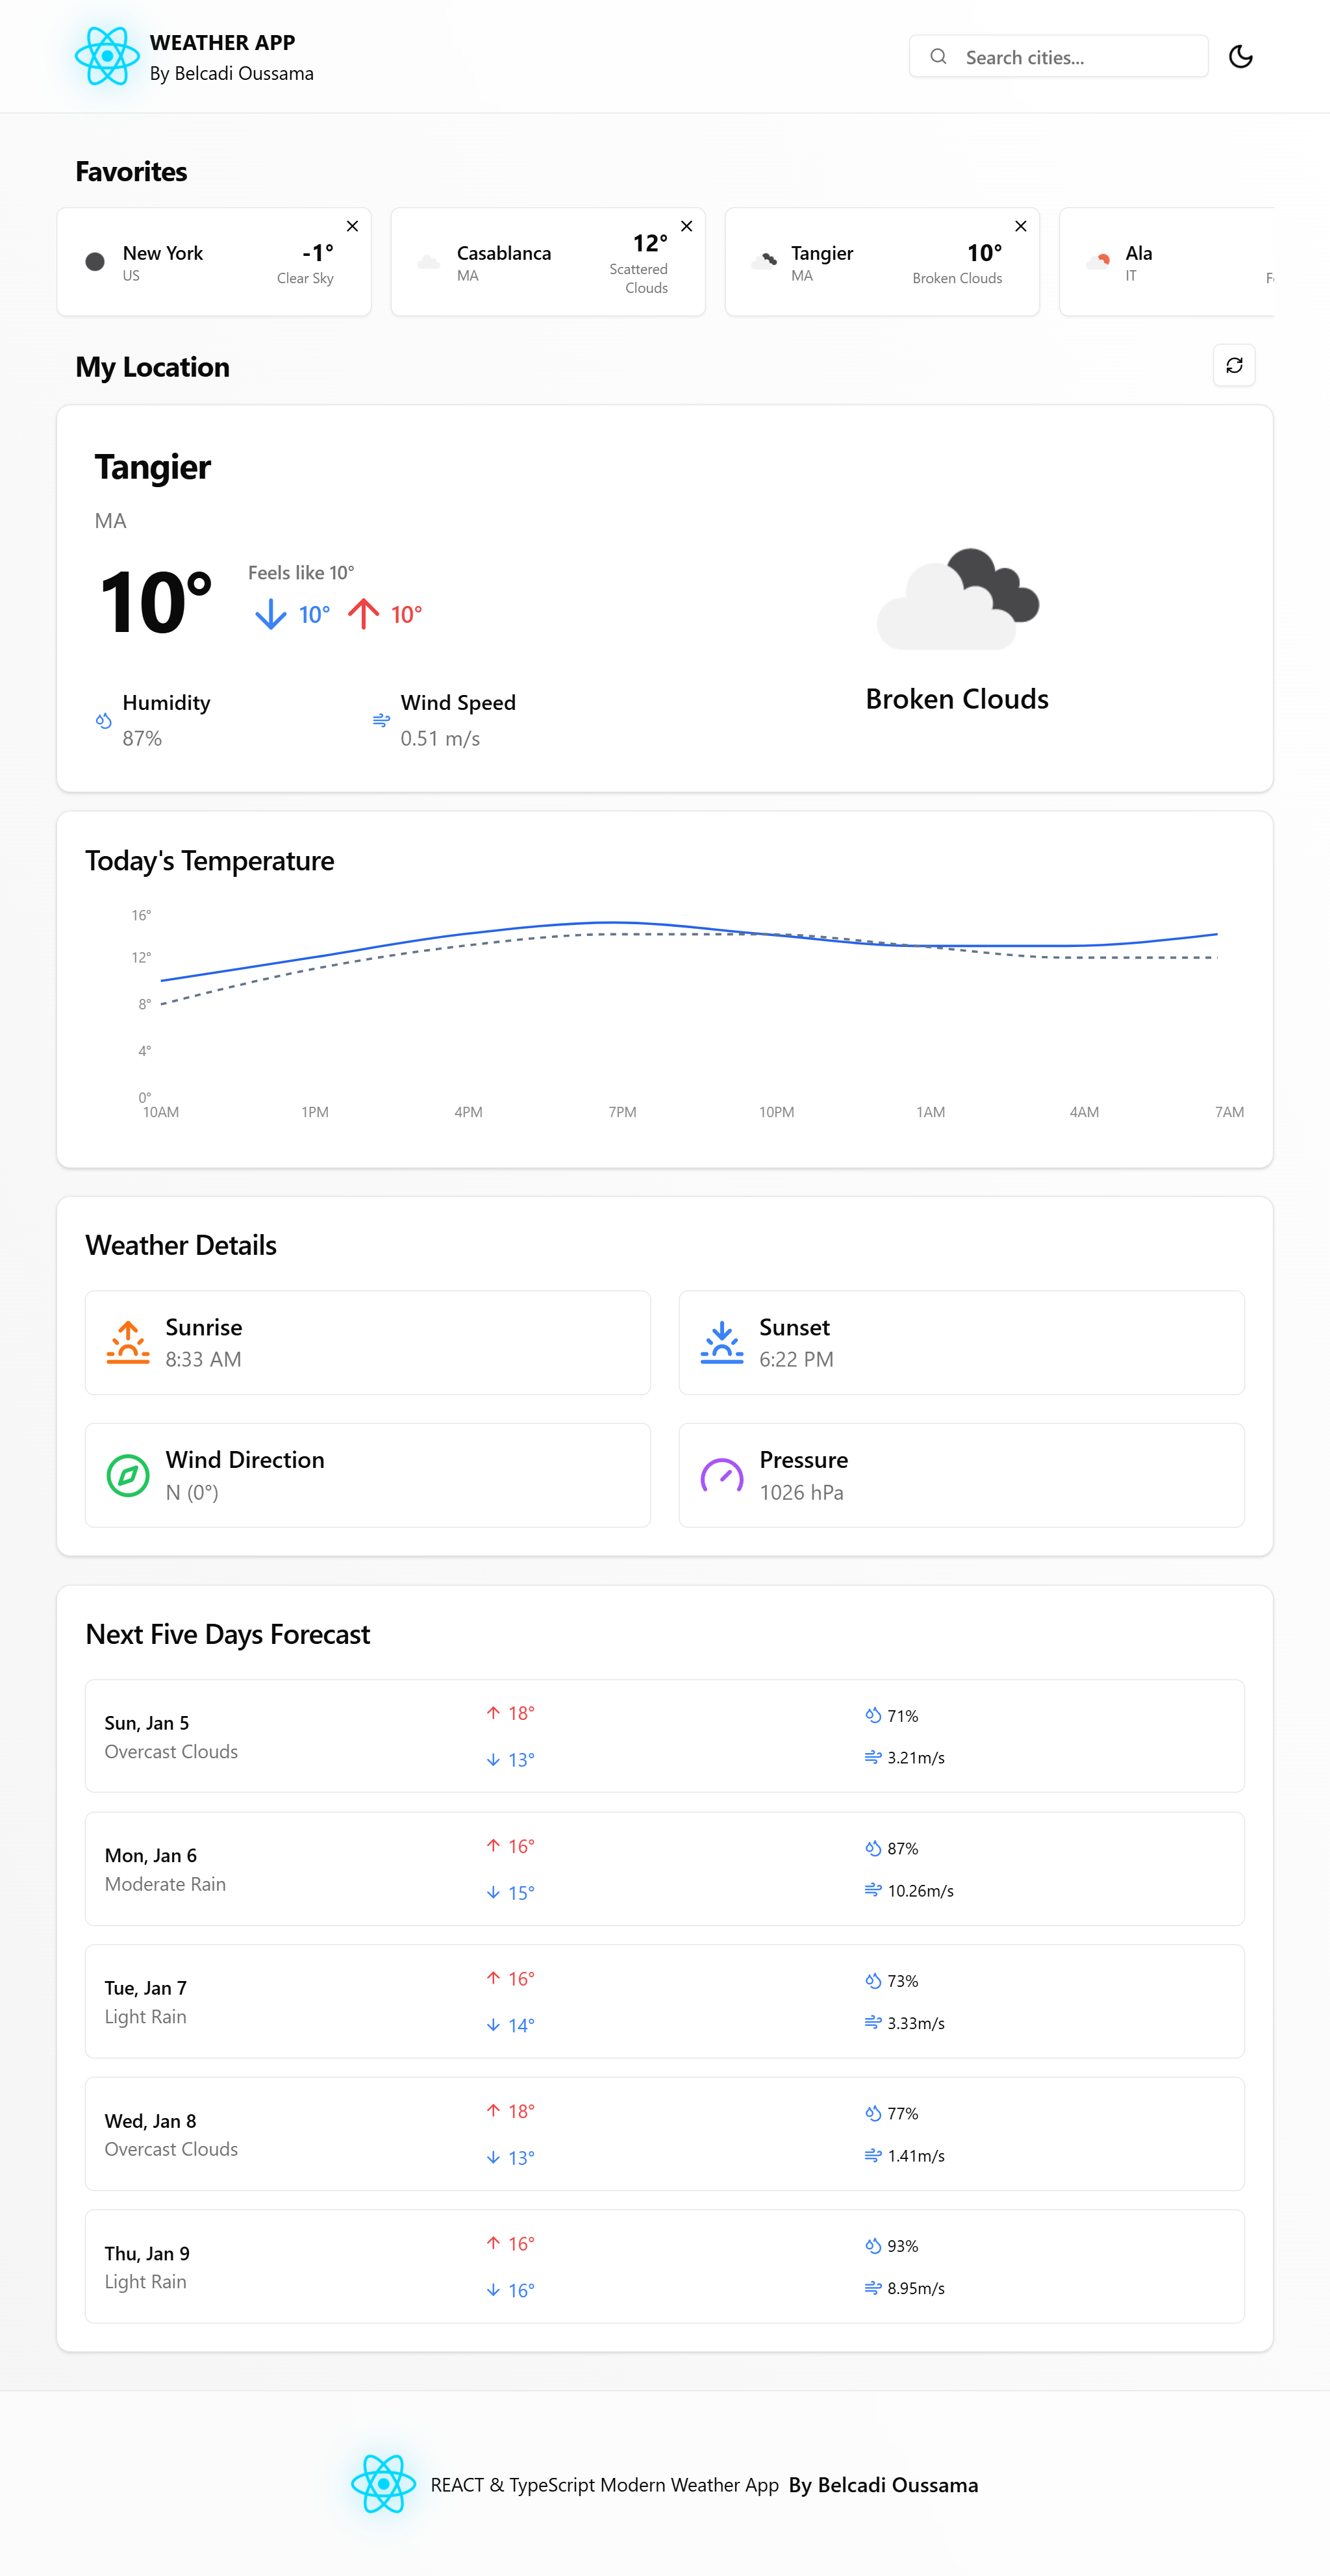 WEATHER APP
By Belcadi Oussama
Search cities...
Favorites
New York
US
-1°
Clear Sky
Casablanca
MA
12°
Scattered
Clouds
Tangier
MA
10°
Broken Clouds
Ala
IT
My Location
Tangier
MA
10°
Feels like 10°
10°
10°
Humidity
87%
Wind Speed
0.51 m/s
Broken Clouds
Today's Temperature
16°
12°
8°
4°
0°
10AM 1PM 4PM 7PM 10PM 1AM 4AM 7AM
Weather Details
Sunrise
8:33 AM
Sunset
6:22 PM
Wind Direction
N (0°)
Pressure
1026 hPa
Next Five Days Forecast
Sun, Jan 5
Overcast Clouds
18°
13°
71%
3.21m/s
Mon, Jan 6
Moderate Rain
16°
15°
87%
10.26m/s
Tue, Jan 7
Light Rain
16°
14°
73%
3.33m/s
Wed, Jan 8
Overcast Clouds
18°
13°
77%
1.41m/s
Thu, Jan 9
Light Rain
16°
16°
93%
8.95m/s
REACT & TypeScript Modern Weather App By Belcadi Oussama